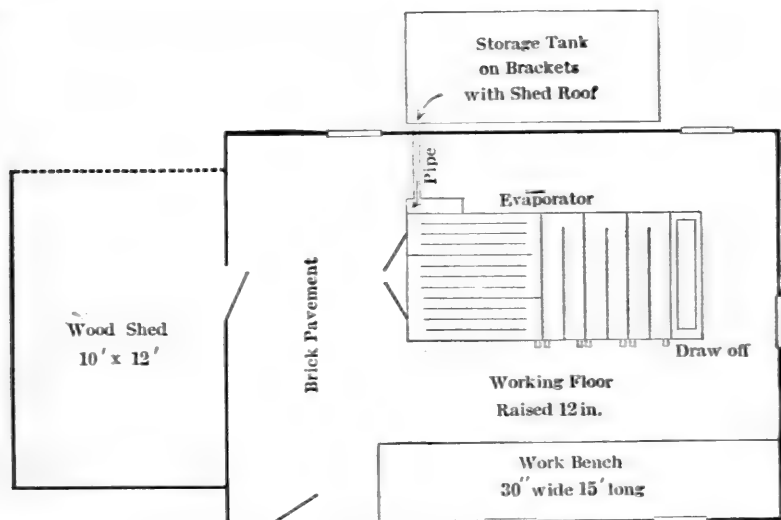 Storage Tank
on Brackets
with Shed Roof
Pipe
Evaporator
Brick Pavement
Wood Shed
10' x 12'
Draw off
Working Floor
Raised 12 in.
Work Bench
30" wide 15' long